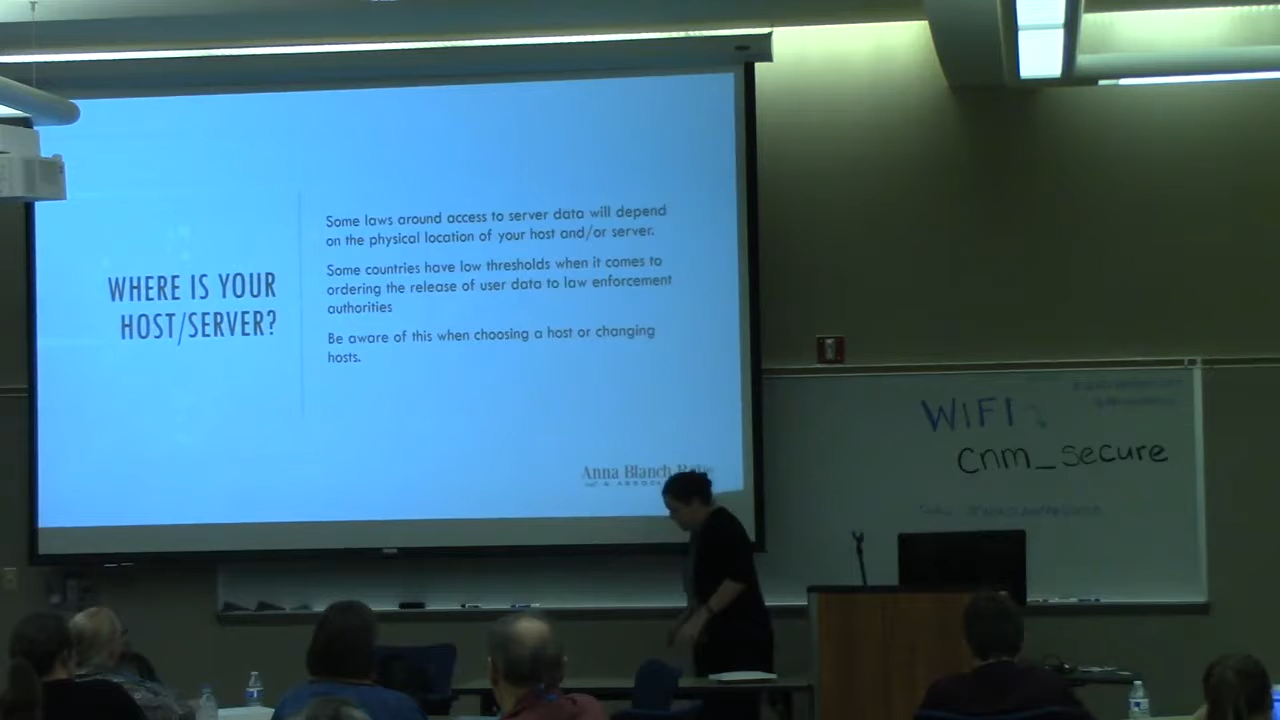 WHERE IS YOUR
HOST/SERVER?
Some laws around access to server data will depend
on the physical location of your host and/or server.
Some countries have low thresholds when it comes to
ordering the release of user data to law enforcement
authorities
Be aware of this when choosing a host or changing
hosts.
Anna Blanch
WIFI
cnm_secure